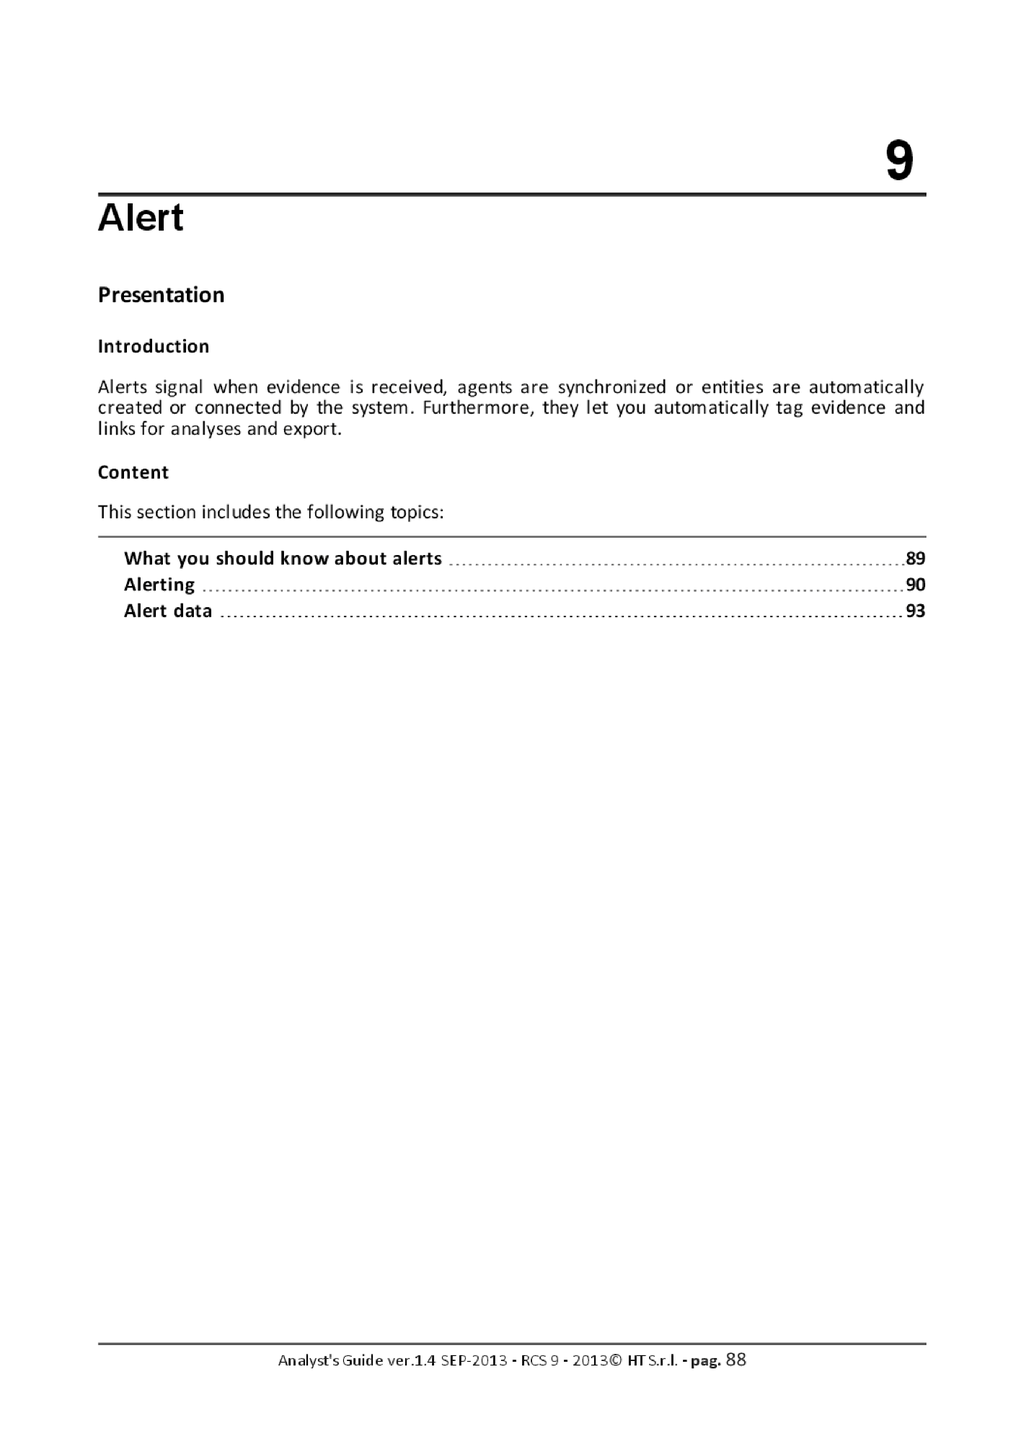 9
Alert
Presentation
Introduction
Alerts signal when evidence is received, agents are synchronized or entities are automatically
created or connected by the system. Furthermore, they let you automatically tag evidence and
links for analyses and export.
Content
This section includes the following topics:
What you should know about alerts 89
Alerting 90
Alert data 93
Analyst's Guide ver.1.4 SEP-2013 - RCS 9 - 2013© HT S.r.l. - pag. 88